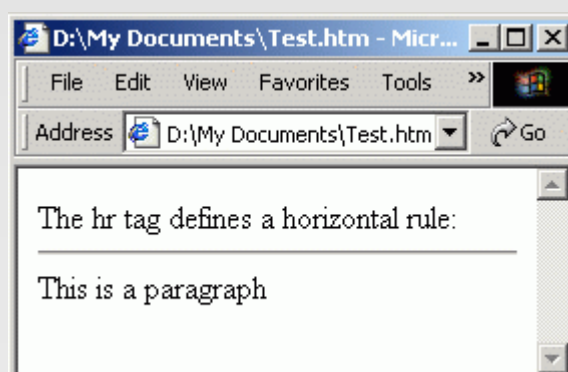 D:\My Documents\Test.htm - Micr...
File Edit View Favorites Tools »
Address D:\My Documents\Test.htm Go
The hr tag defines a horizontal rule:
This is a paragraph